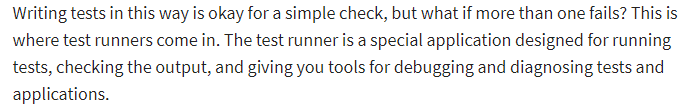 Writing tests in this way is okay for a simple check, but what if more than one fails? This is
where test runners come in. The test runner is a special application designed for running
tests, checking the output, and giving you tools for debugging and diagnosing tests and
applications.